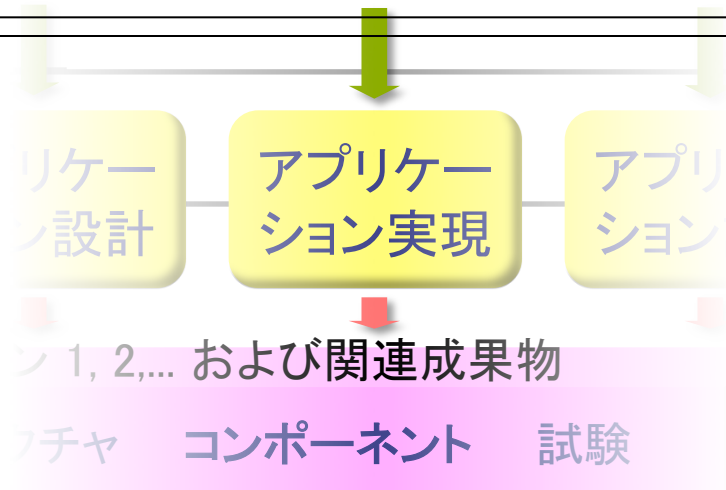 リケー
ン設計
アプリケー
ション実現
アプリ
ション
ン 1, 2,... および関連成果物
クチャ コンポーネント 試験